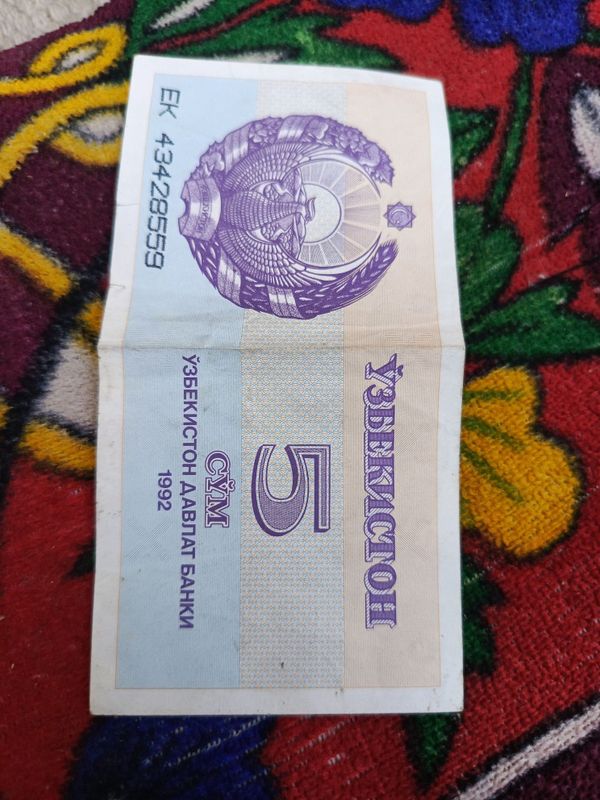 ЎЗБЕКИСТОН
5
СЎМ
ЎЗБЕКИСТОН ДАВЛАТ БАНКИ
1992
ЕК 43428559